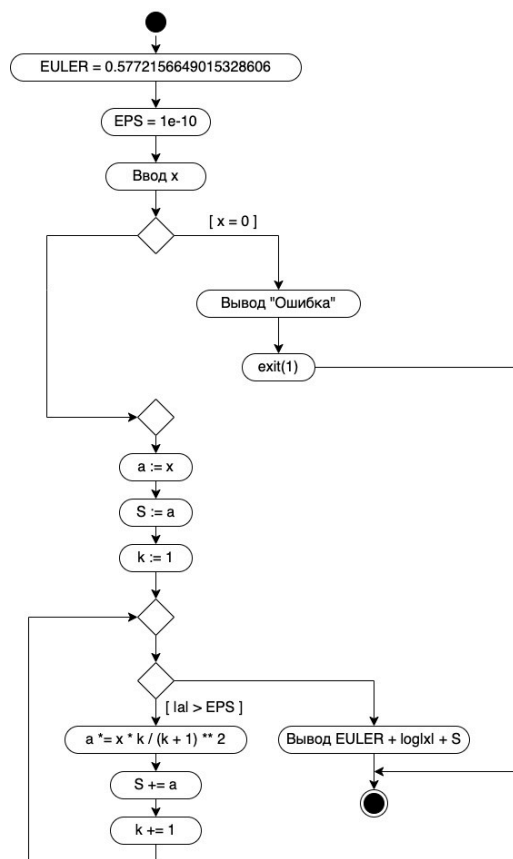 EULER = 0.5772156649015328606
EPS = 1e-10
Ввод x
[ x = 0 ]
Вывод "Ошибка"
exit(1)
a := x
S := a
k := 1
[ |a| > EPS ]
a *= x * k / (k + 1) ** 2
Вывод EULER + log|x| + S
S += a
k += 1